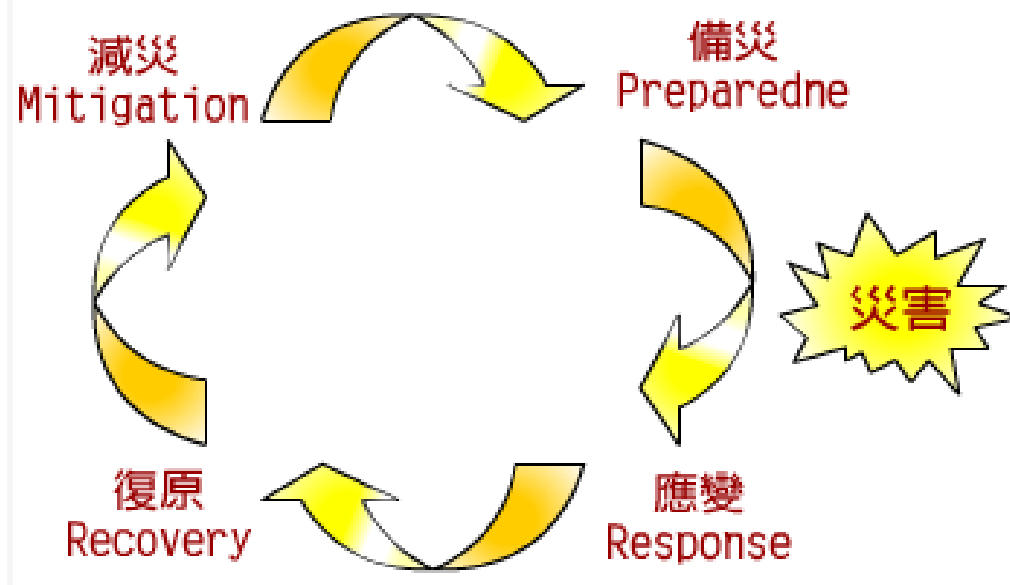 減災
Mitigation
備災
Preparedne
災害
復原
Recovery
應變
Response